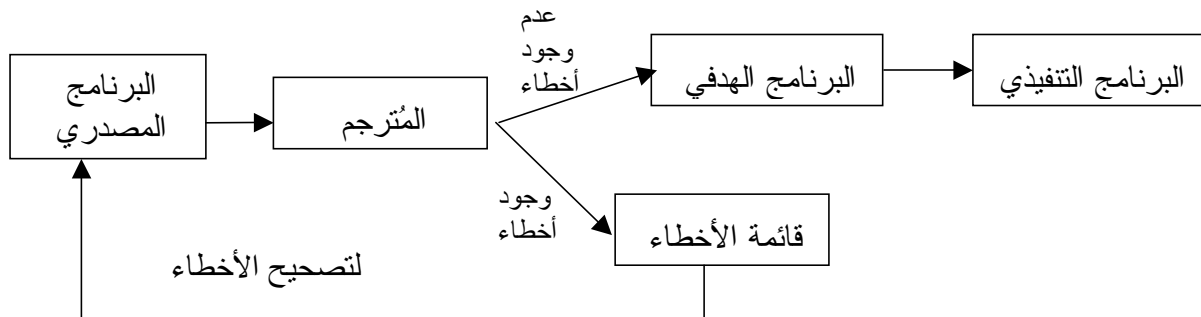 البرنامج
المصدري
المُترجم
عدم
وجود
أخطاء
البرنامج الهدفي
البرنامج التنفيذي
وجود
أخطاء
قائمة الأخطاء
لتصحيح الأخطاء